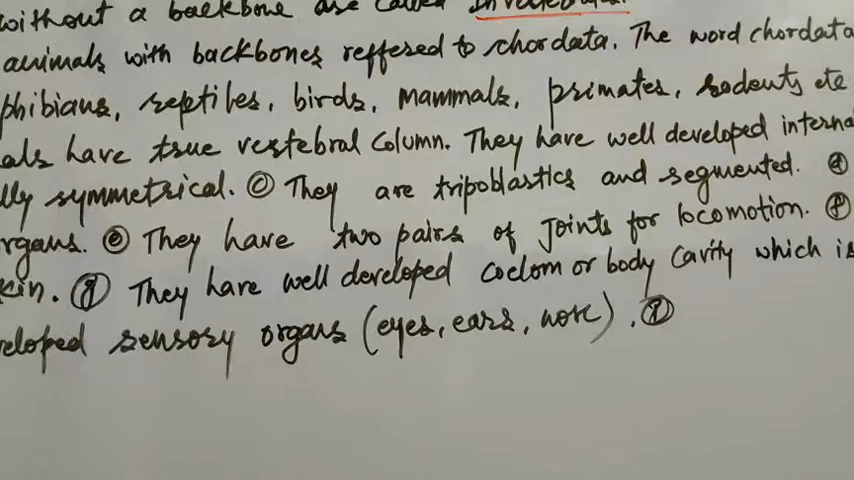 without a backbone are called Invertebrates.
animals with backbones reffered to chordata. The word chordata
phibians, reptiles, birds, mammals, primates, rodents etc
als have true vertebral column. They have well developed interna
lly symmetrical. ⓒ They are tripoblastics and segmented. ⓓ
rgans. ⓔ They have two pairs of Joints for locomotion. ⓕ
kin. ⓖ They have well developed coelom or body cavity which is
eloped sensory organs (eyes, ears, nose).